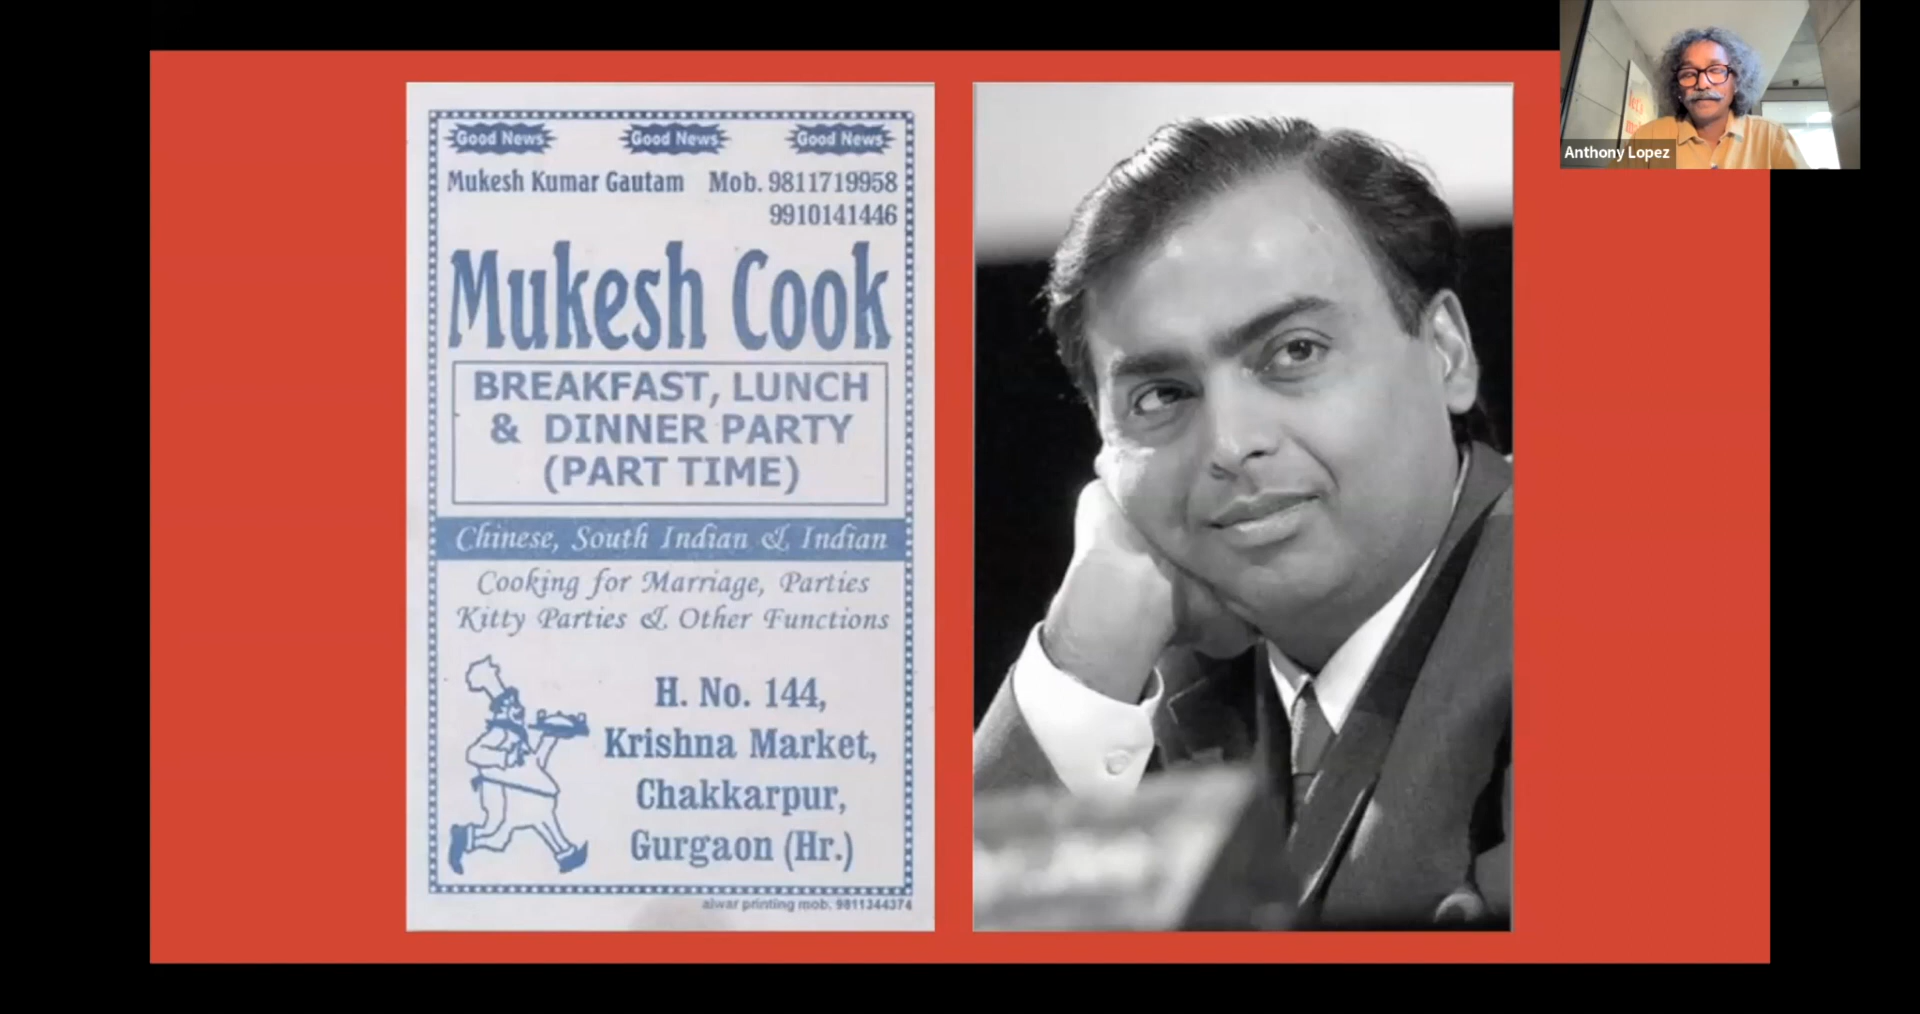 Good News Good News Good News
Mukesh Kumar Gautam Mob. 9811719958
9910141446
Mukesh Cook
BREAKFAST, LUNCH
& DINNER PARTY
(PART TIME)
Chinese, South Indian & Indian
Cooking for Marriage, Parties
Kitty Parties & Other Functions
H. No. 144,
Krishna Market,
Chakkarpur,
Gurgaon (Hr.)
alwar printing mob. 9811344374
Anthony Lopez